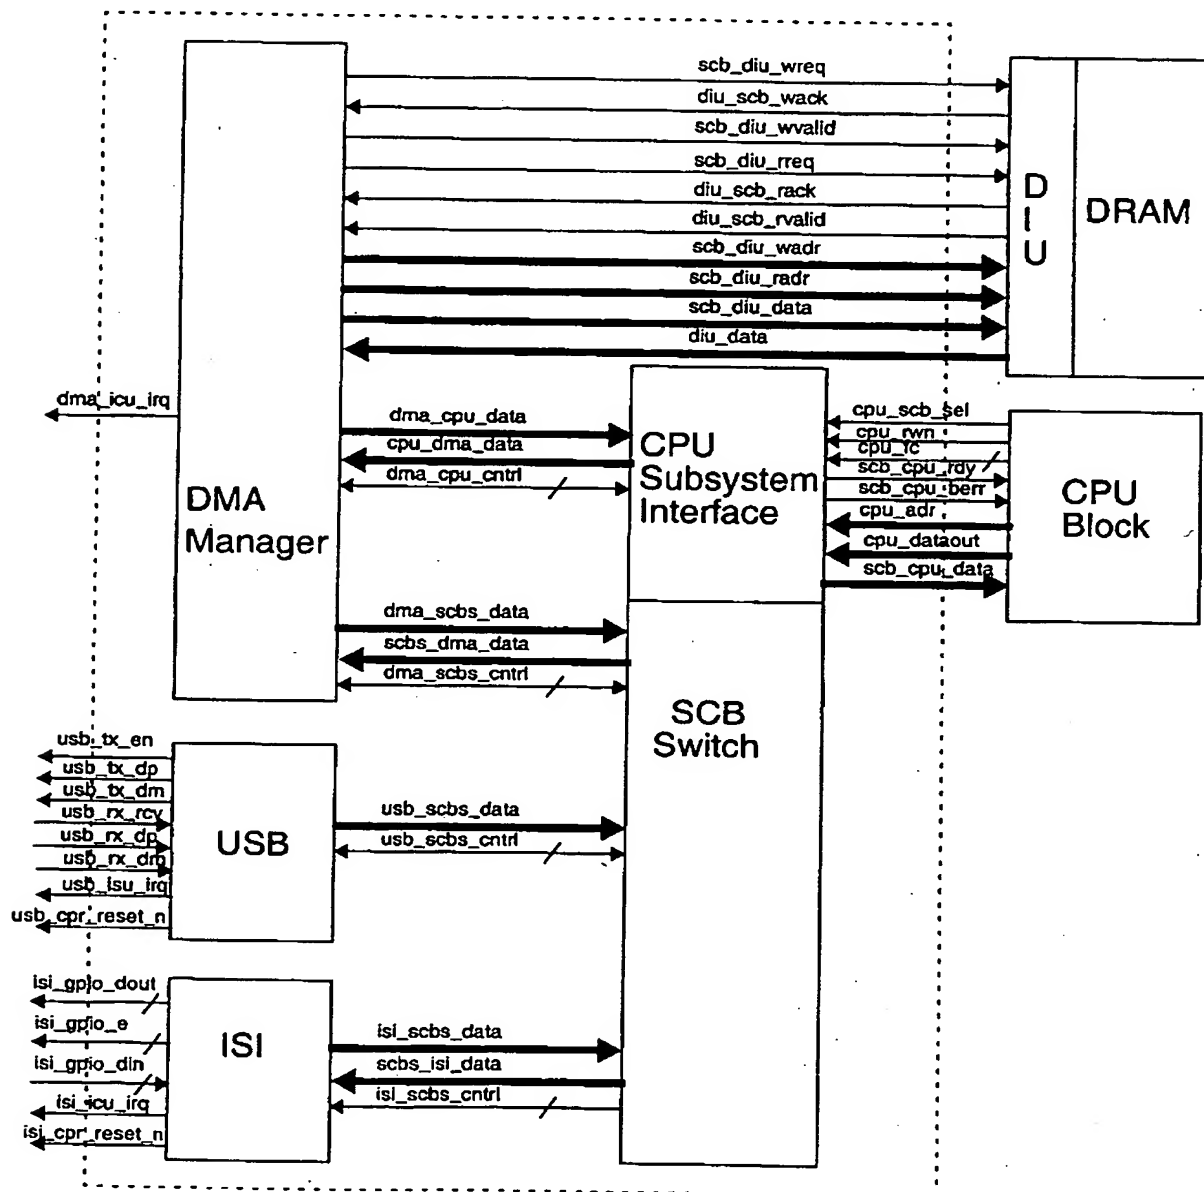 scb_diu_wreq
diu_scb_wack
scb_diu_wvalid
scb_diu_rreq
diu_scb_rack
diu_scb_rvalid
scb_diu_wadr
scb_diu_radr
scb_diu_data
diu_data
DIU
DRAM
dma_icu_irq
DMA
Manager
dma_cpu_data
cpu_dma_data
dma_cpu_cntrl
CPU
Subsystem
Interface
cpu_scb_sel
cpu_rwn
cpu_fc
scb_cpu_rdy
scb_cpu_berr
cpu_adr
cpu_dataout
scb_cpu_data
CPU
Block
dma_scbs_data
scbs_dma_data
dma_scbs_cntrl
SCB
Switch
usb_tx_en
usb_tx_dp
usb_tx_dm
usb_rx_rcv
usb_rx_dp
usb_rx_dm
usb_isu_irq
usb_cpr_reset_n
USB
usb_scbs_data
usb_scbs_cntrl
isi_gpio_dout
isi_gpio_e
isi_gpio_din
isi_icu_irq
isi_cpr_reset_n
ISI
isi_scbs_data
scbs_isi_data
isi_scbs_cntrl